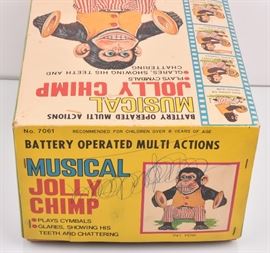 BATTERY OPERATED MULTI ACTIONS
MUSICAL
JOLLY CHIMP
PLAYS CYMBALS
GLARES, SHOWING HIS TEETH AND
CHATTERING
No. 7061
RECOMMENDED FOR CHILDREN OVER 8 YEARS OF AGE
BATTERY OPERATED MULTI ACTIONS
MUSICAL
JOLLY
CHIMP
PLAYS CYMBALS
GLARES, SHOWING HIS
TEETH AND CHATTERING